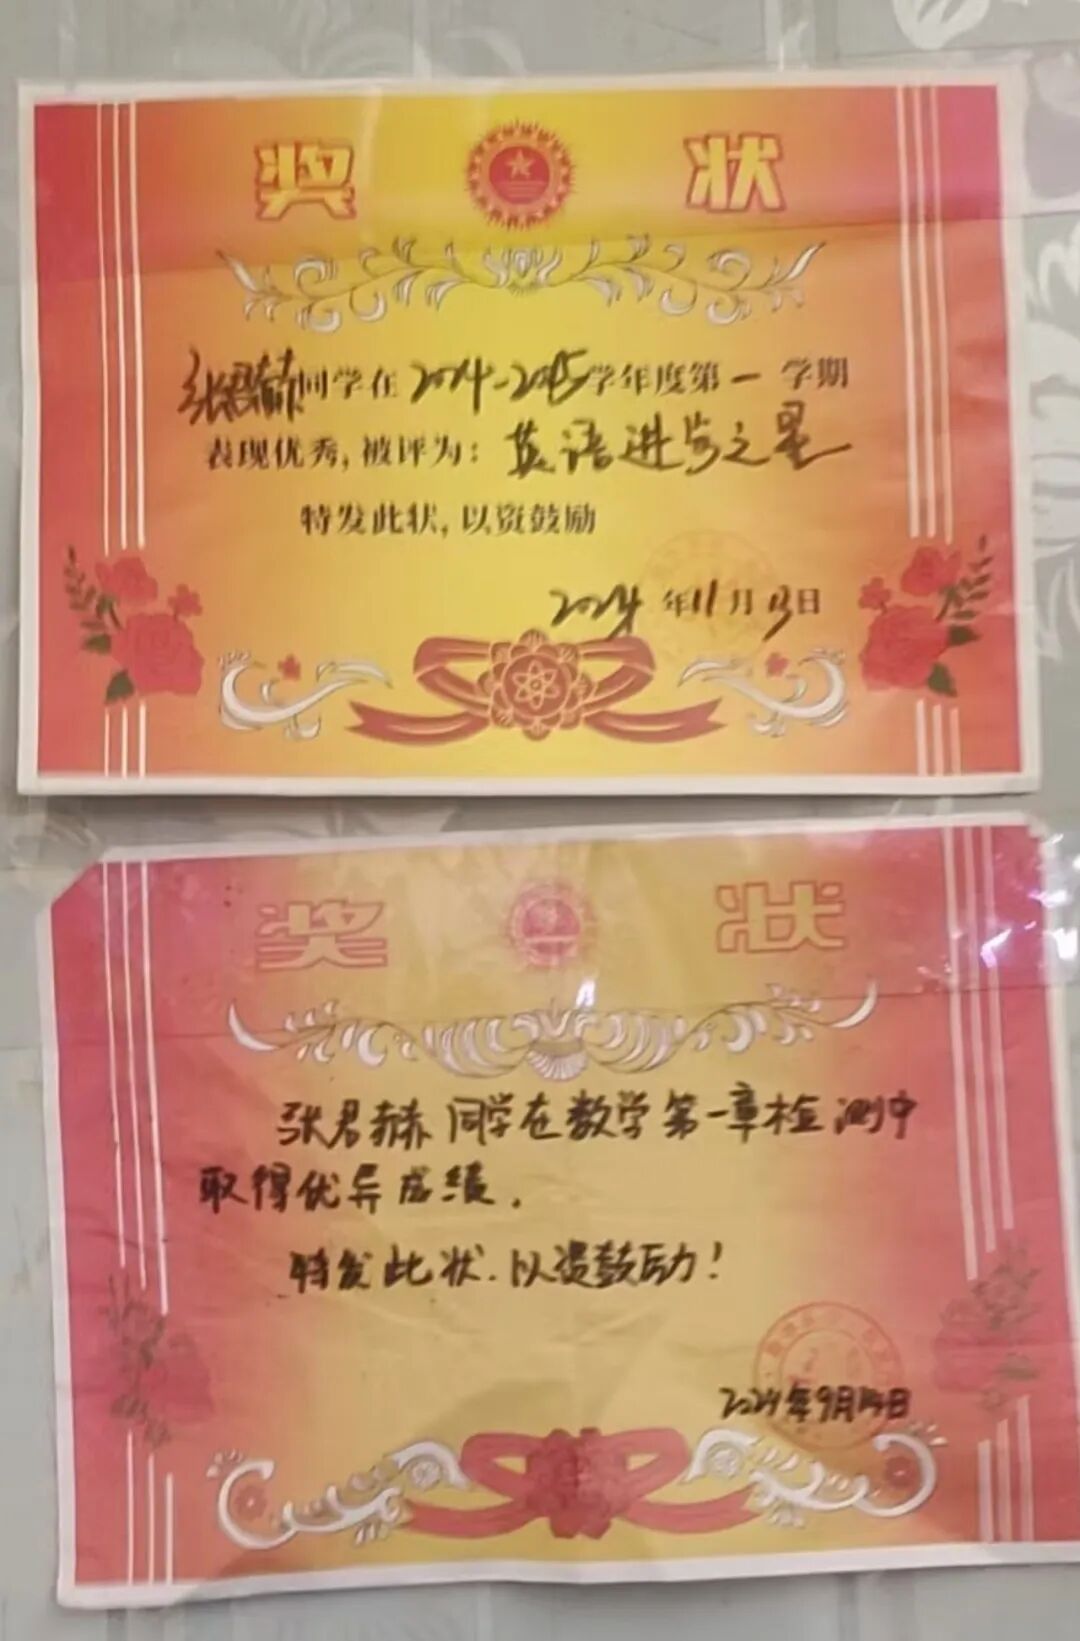 奖状
张君赫同学在2024-2025学年度第一学期
表现优秀,被评为:英语进步之星
特发此状,以资鼓励
2024年11月13日
奖状
张君赫同学在数学第一章检测中
取得优异成绩.
特发此状.以资鼓励!
2024年9月14日